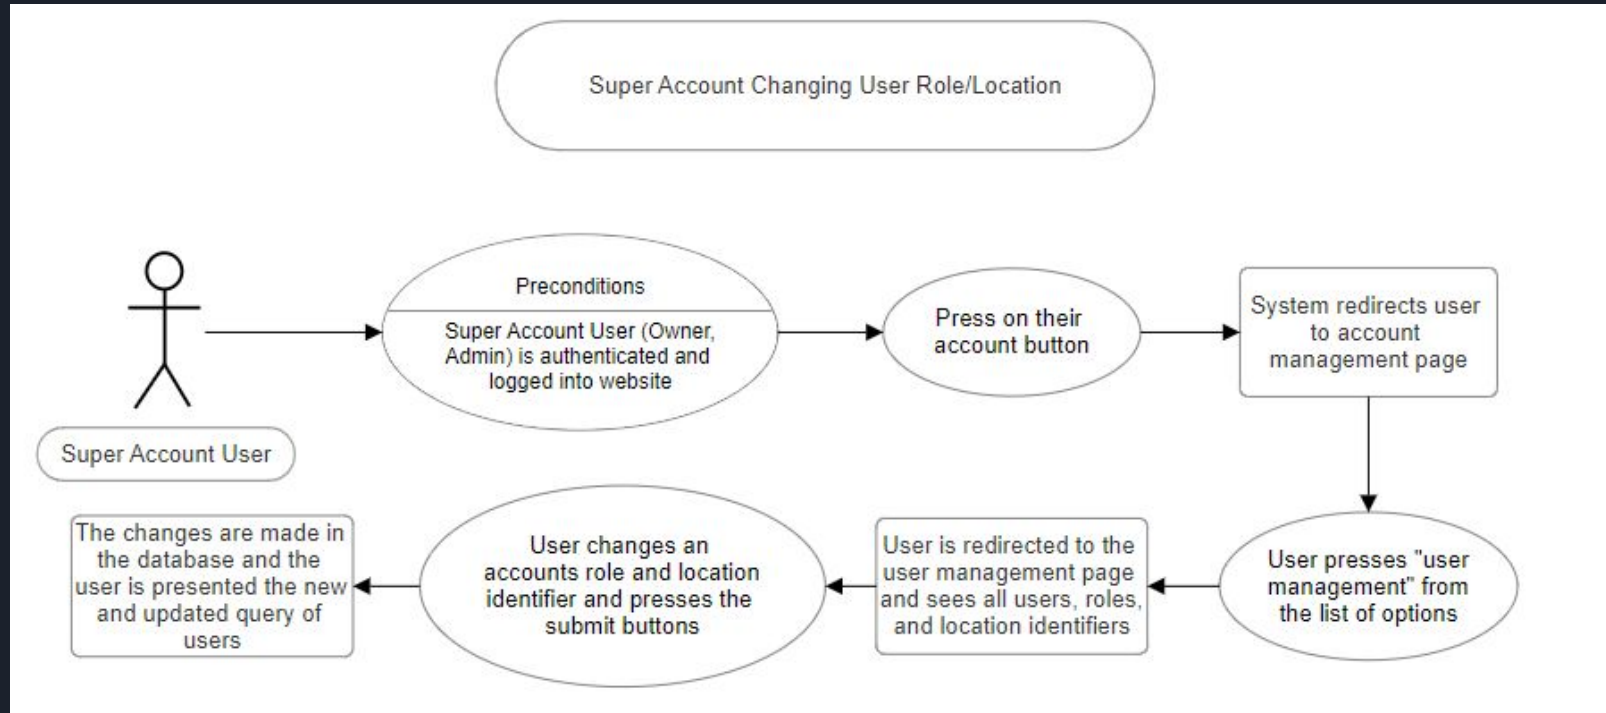 Super Account Changing User Role/Location
Preconditions
Super Account User (Owner,
Admin) is authenticated and
logged into website
Press on their
account button
System redirects user
to account
management page
Super Account User
User presses "user
management" from
the list of options
User is redirected to the
user management page
and sees all users, roles,
and location identifiers
User changes an
accounts role and location
identifier and presses the
submit buttons
The changes are made in
the database and the
user is presented the new
and updated query of
users